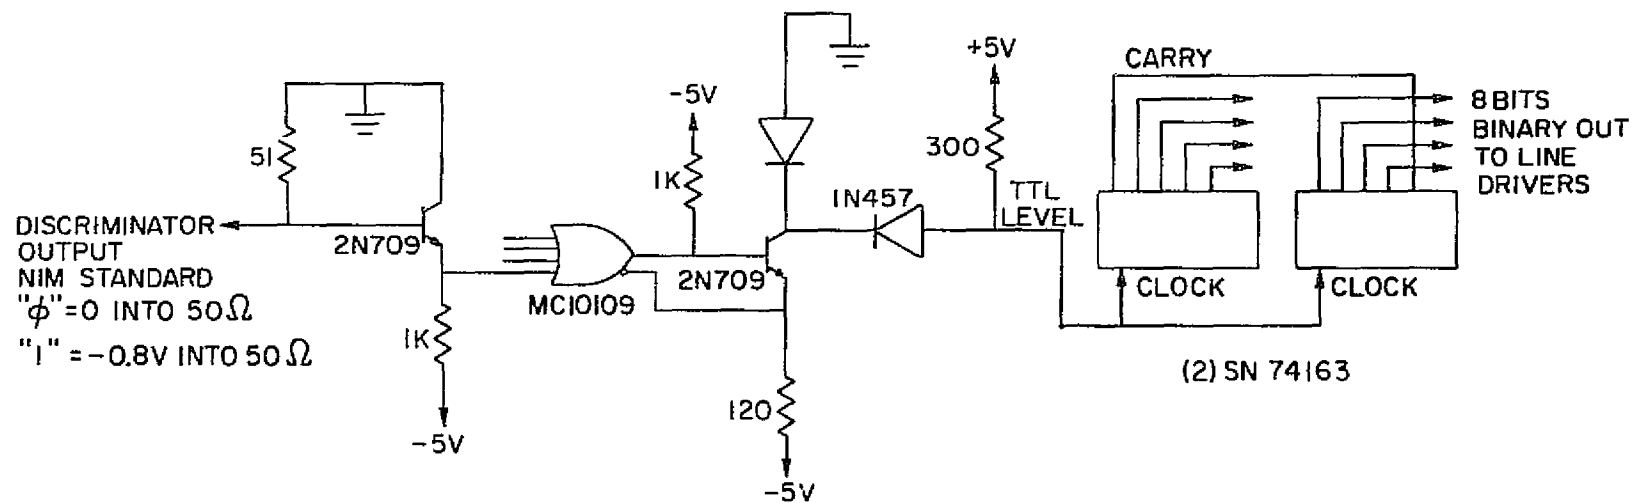 51
DISCRIMINATOR
OUTPUT
NIM STANDARD
"ϕ"=0 INTO 50Ω
"1" = -0.8V INTO 50Ω
2N709
1K
-5V
MC10109
-5V
1K
2N709
120
-5V
1N457
+5V
300
TTL
LEVEL
CARRY
CLOCK
CLOCK
8 BITS
BINARY OUT
TO LINE
DRIVERS
(2) SN 74163